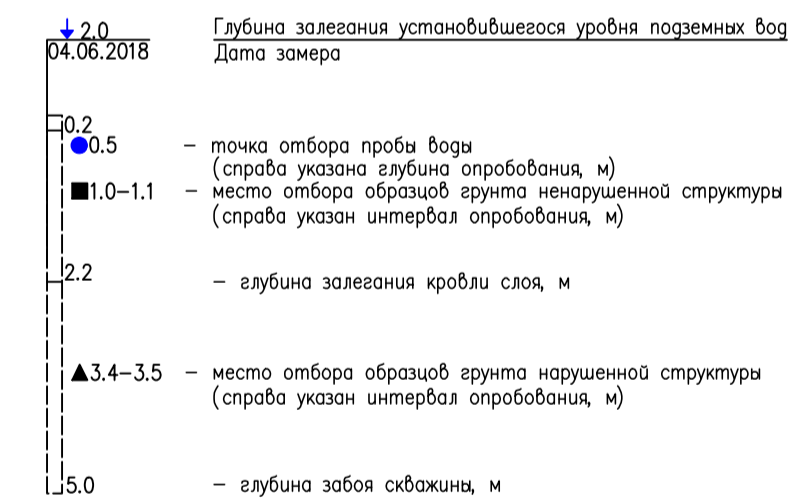 2.0 Глубина залегания установившегося уровня подземных вод
04.06.2018 Дата замера
0.2
0.5 – точка отбора пробы воды
(справа указана глубина опробования, м)
1.0–1.1 – место отбора образцов грунта ненарушенной структуры
(справа указан интервал опробования, м)
2.2 – глубина залегания кровли слоя, м
3.4–3.5 – место отбора образцов грунта нарушенной структуры
(справа указан интервал опробования, м)
5.0 – глубина забоя скважины, м